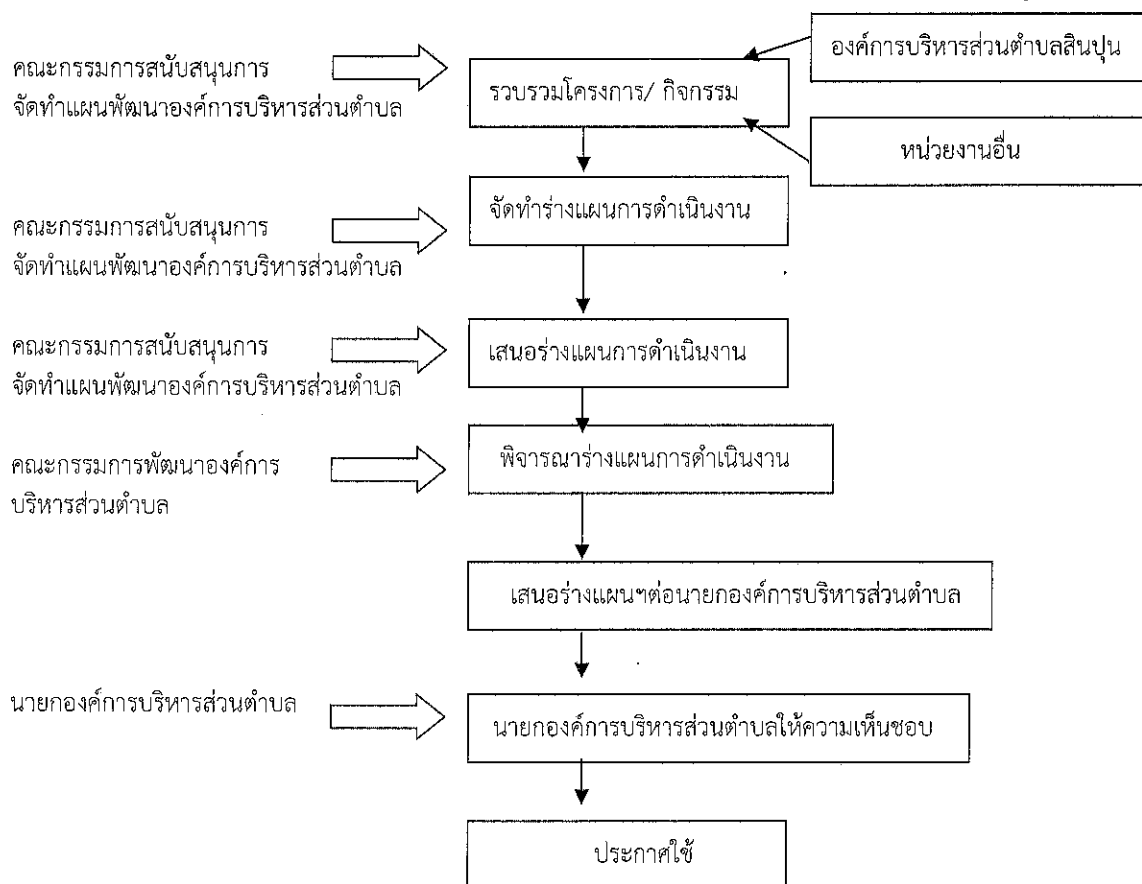 องค์การบริหารส่วนตำบลสินปุน
คณะกรรมการสนับสนุนการ
จัดทำแผนพัฒนาองค์การบริหารส่วนตำบล
รวบรวมโครงการ/ กิจกรรม
หน่วยงานอื่น
คณะกรรมการสนับสนุนการ
จัดทำแผนพัฒนาองค์การบริหารส่วนตำบล
จัดทำร่างแผนการดำเนินงาน
คณะกรรมการสนับสนุนการ
จัดทำแผนพัฒนาองค์การบริหารส่วนตำบล
เสนอร่างแผนการดำเนินงาน
คณะกรรมการพัฒนาองค์การ
บริหารส่วนตำบล
พิจารณาร่างแผนการดำเนินงาน
เสนอร่างแผนฯต่อนายกองค์การบริหารส่วนตำบล
นายกองค์การบริหารส่วนตำบล
นายกองค์การบริหารส่วนตำบลให้ความเห็นชอบ
ประกาศใช้